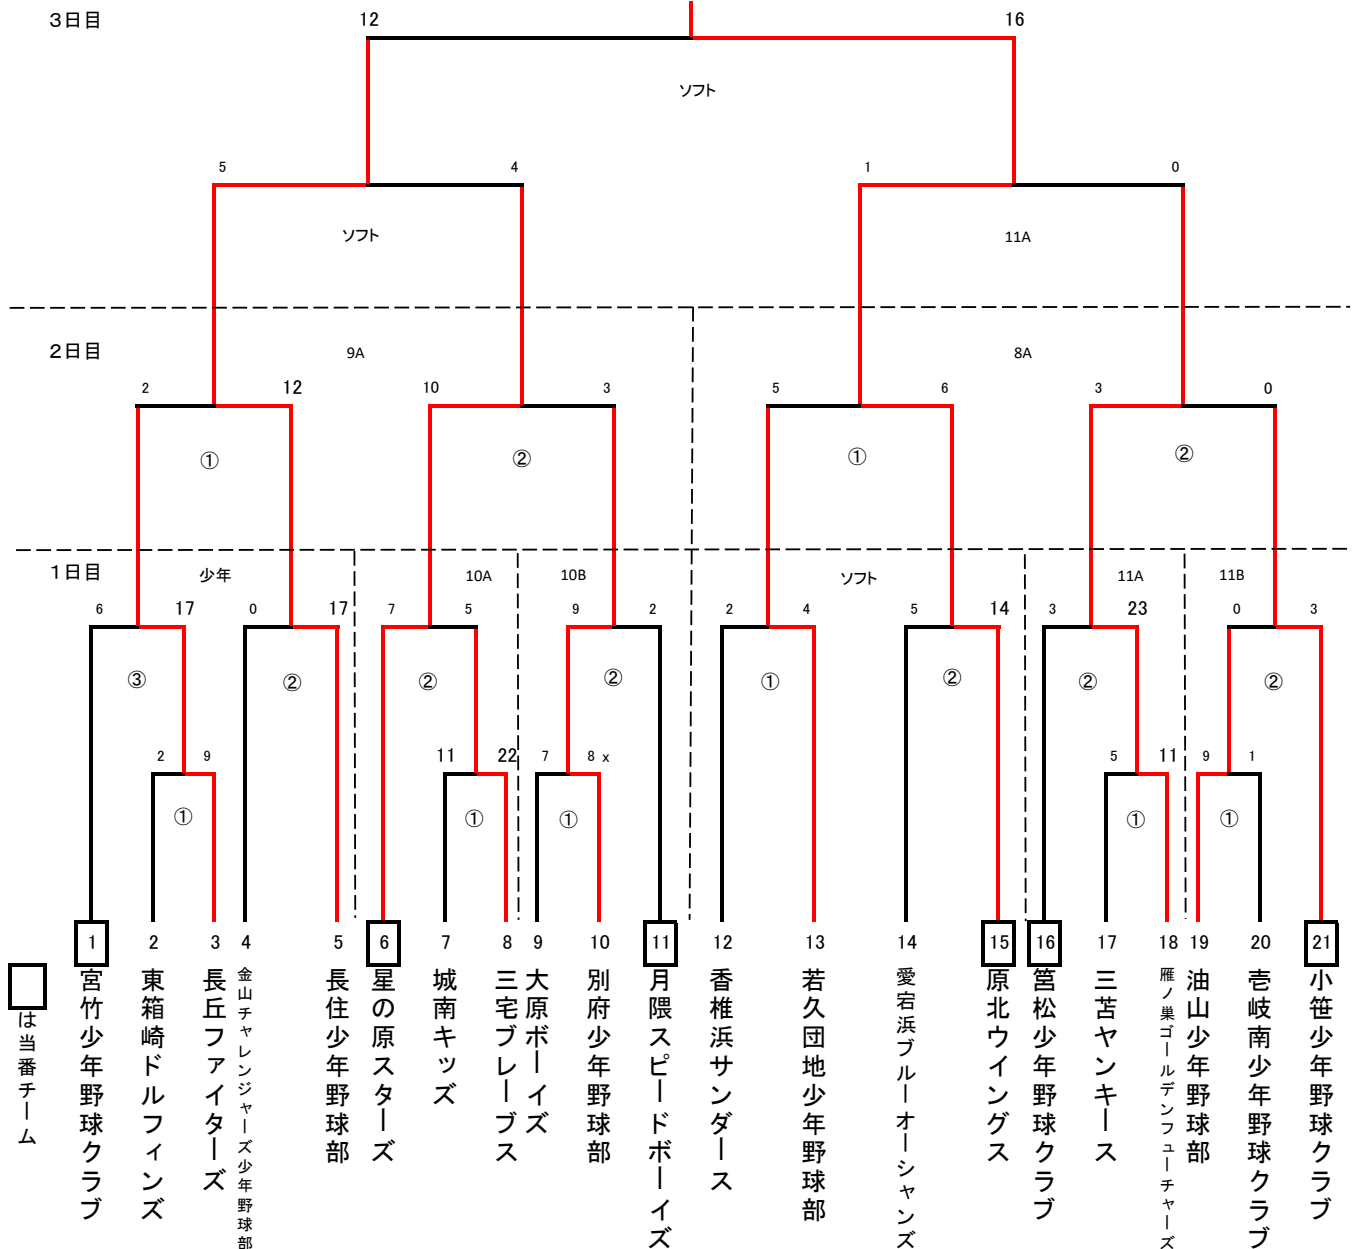 3日目
12
16
ソフト
5
4
1
0
ソフト
11A
2日目
9A
8A
2
12
10
3
5
6
3
0
①
②
①
②
1日目
少年
10A
10B
ソフト
11A
11B
6
17
0
17
7
5
9
2
2
4
5
14
3
23
0
3
③
②
②
②
①
②
②
②
2
9
11
22
7
8 x
5
11
9
1
①
①
①
①
①
1
2
3
4
5
6
7
8
9
10
11
12
13
14
15
16
17
18
19
20
21
宮竹少年野球クラブ
東箱崎ドルフィンズ
長丘ファイターズ
金山チャレンジャーズ少年野球部
長住少年野球部
星の原スターズ
城南キッズ
三宅ブレーブス
大原ボーイズ
別府少年野球部
月隈スピードボーイズ
香椎浜サンダース
若久団地少年野球部
愛宕浜ブルーオーシャンズ
原北ウイングス
筥松少年野球クラブ
三苫ヤンキース
雁ノ巣ゴールデンフューチャーズ
油山少年野球部
壱岐南少年野球クラブ
小笹少年野球クラブ
は当番チーム